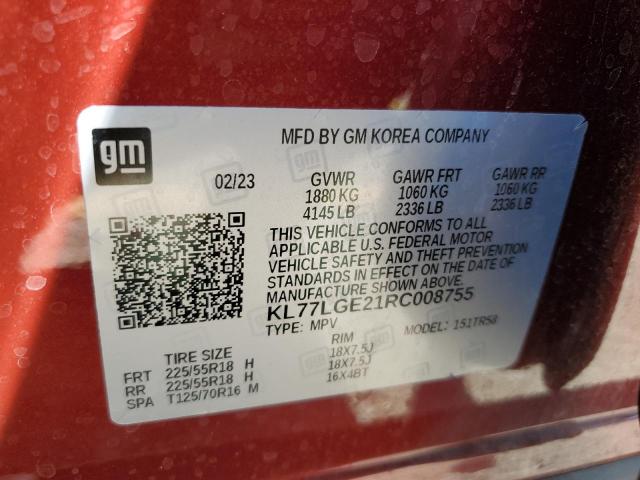 gm
MFD BY GM KOREA COMPANY
02/23 GVWR GAWR FRT GAWR RR
1880 KG 1060 KG 1060 KG
4145 LB 2336 LB 2336 LB
THIS VEHICLE CONFORMS TO ALL
APPLICABLE U.S. FEDERAL MOTOR
VEHICLE SAFETY AND THEFT PREVENTION
STANDARDS IN EFFECT ON THE DATE OF
MANUFACTURE SHOWN ABOVE.
KL77LGE21RC008755
TYPE: MPV MODEL: 151TR58
TIRE SIZE RIM
FRT 225/55R18 H 18X7.5J
RR 225/55R18 H 18X7.5J
SPA T125/70R16 M 16X4BT